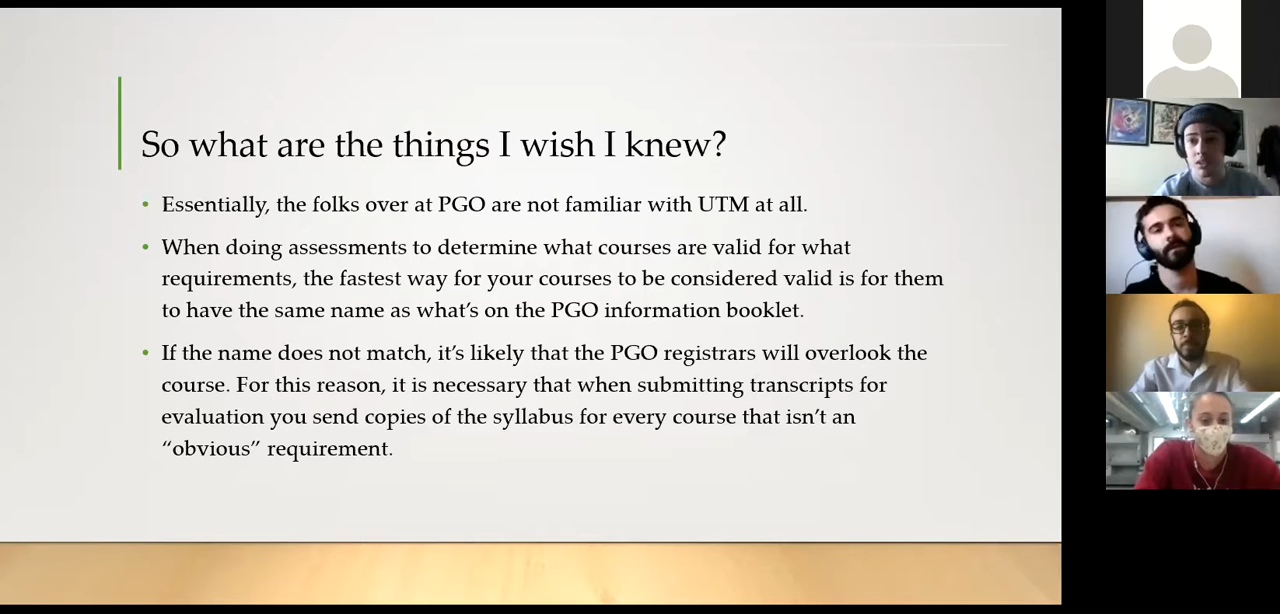 So what are the things I wish I knew?
• Essentially, the folks over at PGO are not familiar with UTM at all.
• When doing assessments to determine what courses are valid for what
requirements, the fastest way for your courses to be considered valid is for them
to have the same name as what’s on the PGO information booklet.
• If the name does not match, it’s likely that the PGO registrars will overlook the
course. For this reason, it is necessary that when submitting transcripts for
evaluation you send copies of the syllabus for every course that isn’t an
“obvious” requirement.